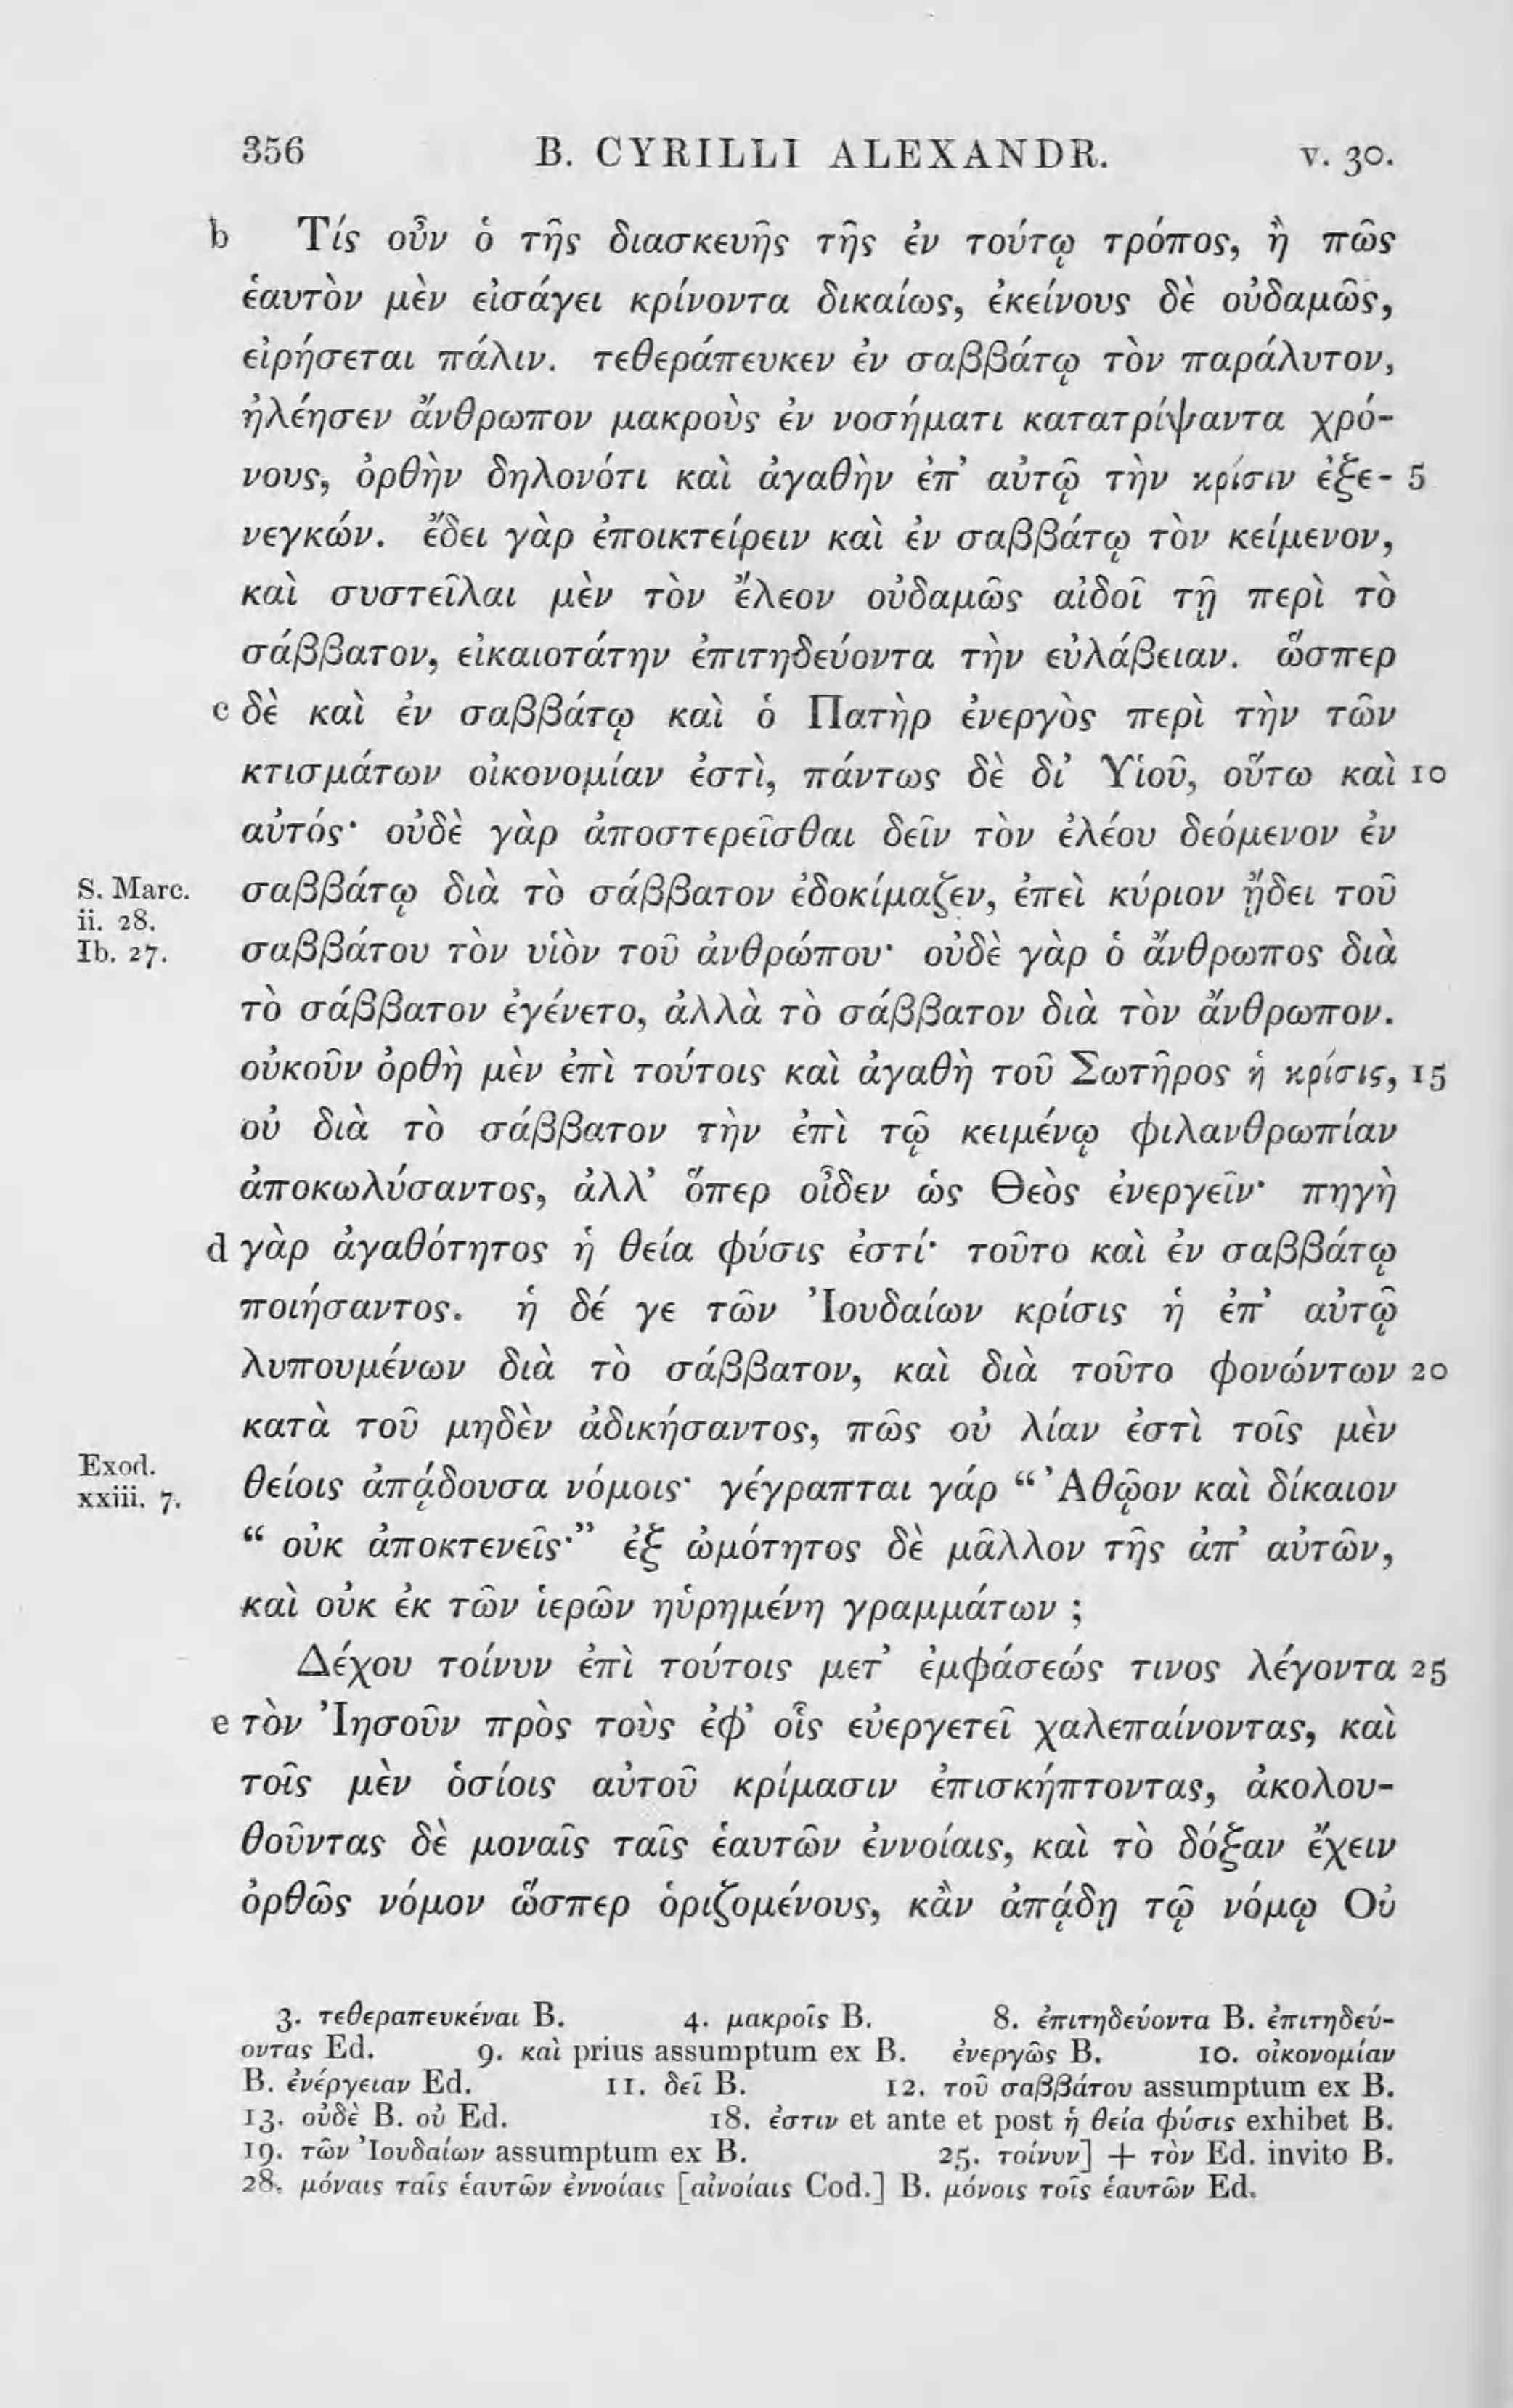 356 B. CYRILLI ALEXANDR. v. 30.
b Τίς οὖν ὁ τῆς διασκευῆς τῆς ἐν τούτῳ τρόπος, ἢ πῶς
ἑαυτὸν μὲν εἰσάγει κρίνοντα δικαίως, ἐκείνους δὲ οὐδαμῶς,
εἰρήσεται πάλιν. τεθεράπευκεν ἐν σαββάτῳ τὸν παράλυτον,
ἠλέησεν ἄνθρωπον μακροὺς ἐν νοσήματι κατατρίψαντα χρό-
νους, ὀρθὴν δηλονότι καὶ ἀγαθὴν ἐπ’ αὐτῷ τὴν κρίσιν ἐξε- 5
νεγκών. ἔδει γὰρ ἐποικτείρειν καὶ ἐν σαββάτῳ τὸν κείμενον,
καὶ συστεῖλαι μὲν τὸν ἔλεον οὐδαμῶς αἰδοῖ τῇ περὶ τὸ
σάββατον, εἰκαιοτάτην ἐπιτηδεύοντα τὴν εὐλάβειαν. ὥσπερ
c δὲ καὶ ἐν σαββάτῳ καὶ ὁ Πατὴρ ἐνεργὸς περὶ τὴν τῶν
κτισμάτων οἰκονομίαν ἐστὶ, πάντως δὲ δι’ Υἱοῦ, οὕτω καὶ 10
αὐτός· οὐδὲ γὰρ ἀποστερεῖσθαι δεῖν τὸν ἐλέου δεόμενον ἐν
S. Marc. ii. 28. σαββάτῳ διὰ τὸ σάββατον ἐδοκίμαζεν, ἐπεὶ κύριον ᾔδει τοῦ
Ib. 27. σαββάτου τὸν υἱὸν τοῦ ἀνθρώπου· οὐδὲ γὰρ ὁ ἄνθρωπος διὰ
τὸ σάββατον ἐγένετο, ἀλλὰ τὸ σάββατον διὰ τὸν ἄνθρωπον.
οὐκοῦν ὀρθὴ μὲν ἐπὶ τούτοις καὶ ἀγαθὴ τοῦ Σωτῆρος ἡ κρίσις, 15
οὐ διὰ τὸ σάββατον τὴν ἐπὶ τῷ κειμένῳ φιλανθρωπίαν
ἀποκωλύσαντος, ἀλλ’ ὅπερ οἶδεν ὡς Θεὸς ἐνεργεῖν· πηγὴ
d γὰρ ἀγαθότητος ἡ θεία φύσις ἐστί· τοῦτο καὶ ἐν σαββάτῳ
ποιήσαντος. ἡ δέ γε τῶν Ἰουδαίων κρίσις ἡ ἐπ’ αὐτῷ
λυπουμένων διὰ τὸ σάββατον, καὶ διὰ τοῦτο φονώντων 20
κατὰ τοῦ μηδὲν ἀδικήσαντος, πῶς οὐ λίαν ἐστὶ τοῖς μὲν
Exod. xxiii. 7. θείοις ἀπᾴδουσα νόμοις· γέγραπται γάρ “ Ἀθῷον καὶ δίκαιον
“ οὐκ ἀποκτενεῖς·” ἐξ ὠμότητος δὲ μᾶλλον τῆς ἀπ’ αὐτῶν,
καὶ οὐκ ἐκ τῶν ἱερῶν ηὑρημένη γραμμάτων ;
Δέχου τοίνυν ἐπὶ τούτοις μετ’ ἐμφάσεώς τινος λέγοντα 25
e τὸν Ἰησοῦν πρὸς τοὺς ἐφ’ οἷς εὐεργετεῖ χαλεπαίνοντας, καὶ
τοῖς μὲν ὁσίοις αὐτοῦ κρίμασιν ἐπισκήπτοντας, ἀκολου-
θοῦντας δὲ μοναῖς ταῖς ἑαυτῶν ἐννοίαις, καὶ τὸ δόξαν ἔχειν
ὀρθῶς νόμον ὥσπερ ὁριζομένους, κἂν ἀπᾴδῃ τῷ νόμῳ Οὐ
3. τεθεραπευκέναι B. 4. μακροῖς B. 8. ἐπιτηδεύοντα B. ἐπιτηδεύ-
οντας Ed. 9. καὶ prius assumptum ex B. ἐνεργῶς B. 10. οἰκονομίαν
B. ἐνέργειαν Ed. 11. δεῖ B. 12. τοῦ σαββάτου assumptum ex B.
13. οὐδὲ B. οὐ Ed. 18. ἐστιν et ante et post ἡ θεία φύσις exhibet B.
19. τῶν Ἰουδαίων assumptum ex B. 25. τοίνυν] + τὸν Ed. invito B.
28. μόναις ταῖς ἑαυτῶν ἐννοίαις [αἰνοίαις Cod.] B. μόνοις τοῖς ἑαυτῶν Ed.